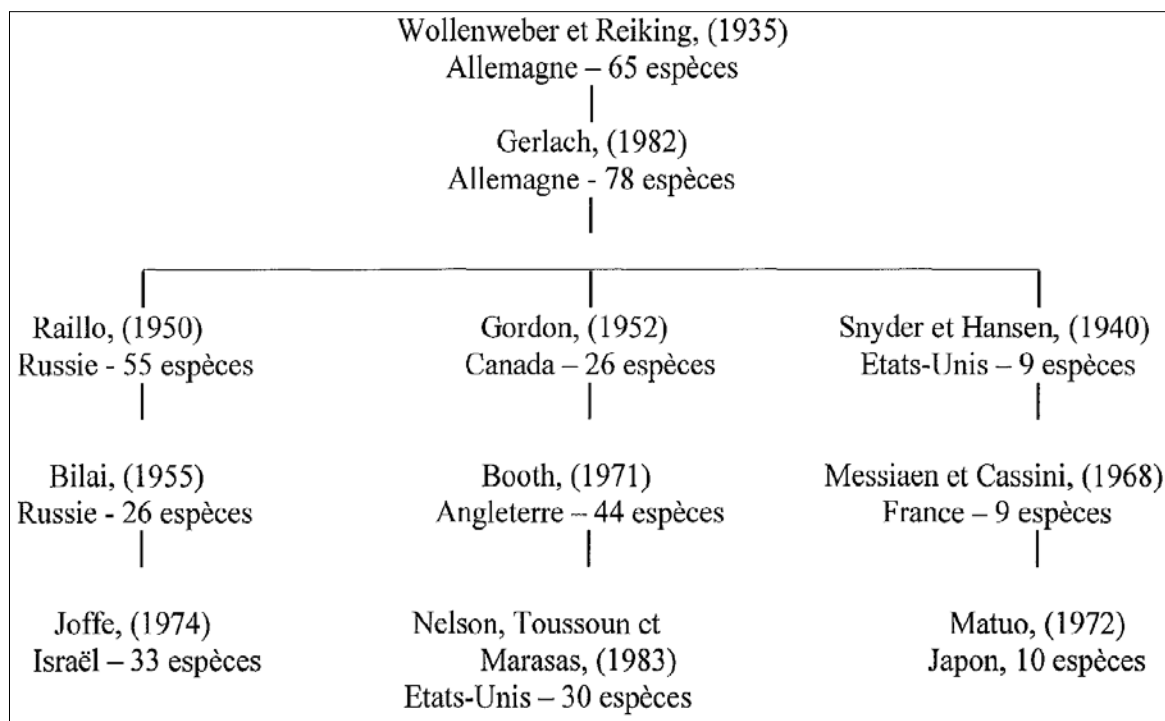 Wollenweber et Reiking, (1935)
Allemagne – 65 espèces
Gerlach, (1982)
Allemagne - 78 espèces
Raillo, (1950)
Russie - 55 espèces
Gordon, (1952)
Canada – 26 espèces
Snyder et Hansen, (1940)
Etats-Unis – 9 espèces
Bilai, (1955)
Russie - 26 espèces
Booth, (1971)
Angleterre – 44 espèces
Messiaen et Cassini, (1968)
France – 9 espèces
Joffe, (1974)
Israël – 33 espèces
Nelson, Toussoun ct
Marasas, (1983)
Etats-Unis – 30 espèces
Matuo, (1972)
Japon, 10 espèces